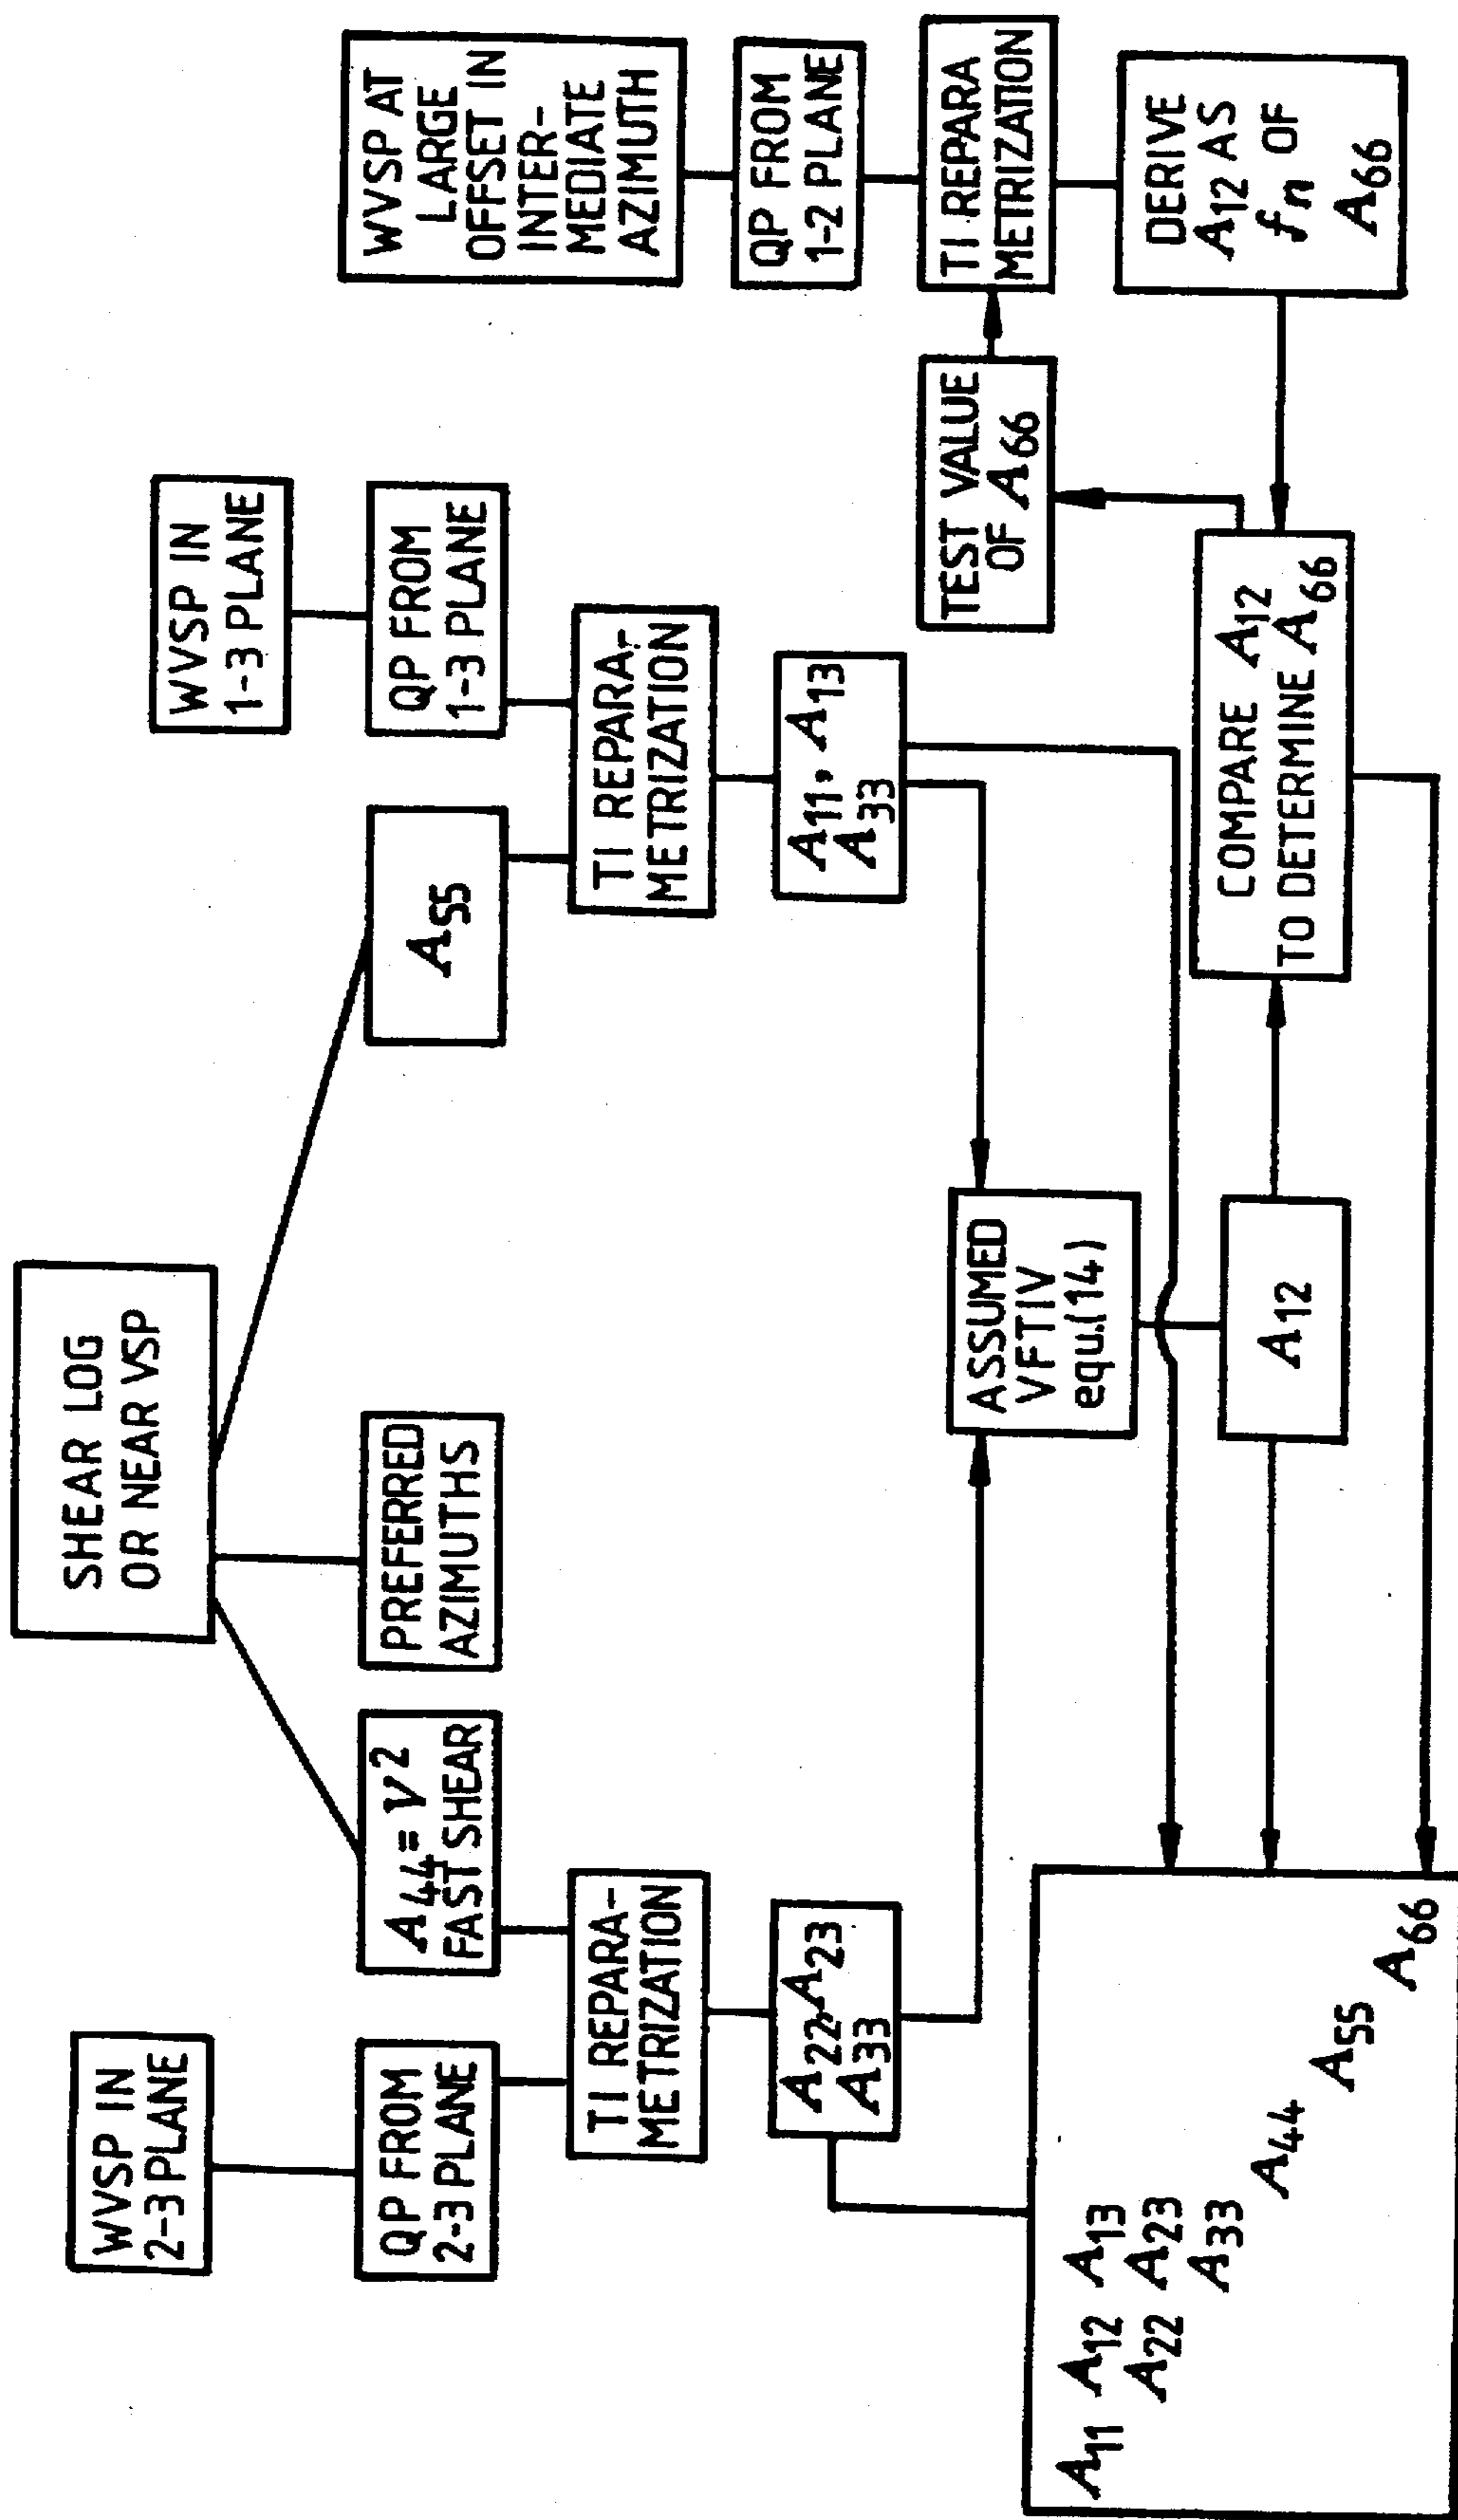 SHEAR LOG
OR NEAR VSP
WVSP IN
2-3 PLANE
WVSP IN
1-3 PLANE
WVSP AT
LARGE
OFFSET IN
INTER-
MEDIATE
AZIMUTH
QP FROM
2-3 PLANE
A44 = V2
FAST SHEAR
PREFERRED
AZIMUTHS
A55
QP FROM
1-3 PLANE
QP FROM
1-2 PLANE
TI REPARA-
METRIZATION
TI REPARA-
METRIZATION
TI REPARA
METRIZATION
A22, A23
A33
A11, A13
A33
TEST VALUE
OF A66
ASSUMED
VFTIV
equ.(14)
DERIVE
A12 AS
fn OF
A66
A12
COMPARE A12
TO DETERMINE A66
A11 A12 A13
A22 A23
A33
A44
A55
A66